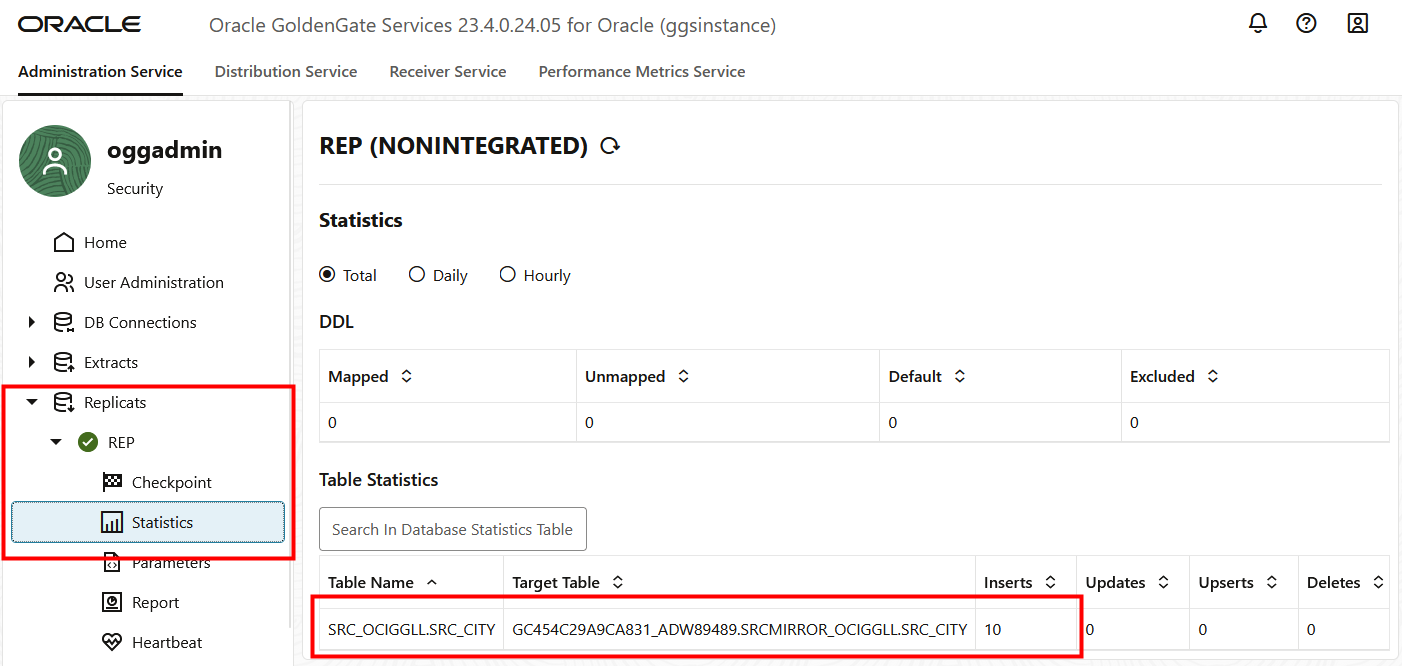 ORACLE
Oracle GoldenGate Services 23.4.0.24.05 for Oracle (ggsinstance)
Administration Service Distribution Service Receiver Service Performance Metrics Service
oggadmin
Security
Home
User Administration
DB Connections
Extracts
Replicats
REP
Checkpoint
Statistics
Parameters
Report
Heartbeat
REP (NONINTEGRATED)
Statistics
Total Daily Hourly
DDL
Mapped Unmapped Default Excluded
0 0 0 0
Table Statistics
Search In Database Statistics Table
Table Name Target Table Inserts Updates Upserts Deletes
SRC_OCIGGLL.SRC_CITY GC454C29A9CA831_ADW89489.SRCMIRROR_OCIGGLL.SRC_CITY 10 0 0 0